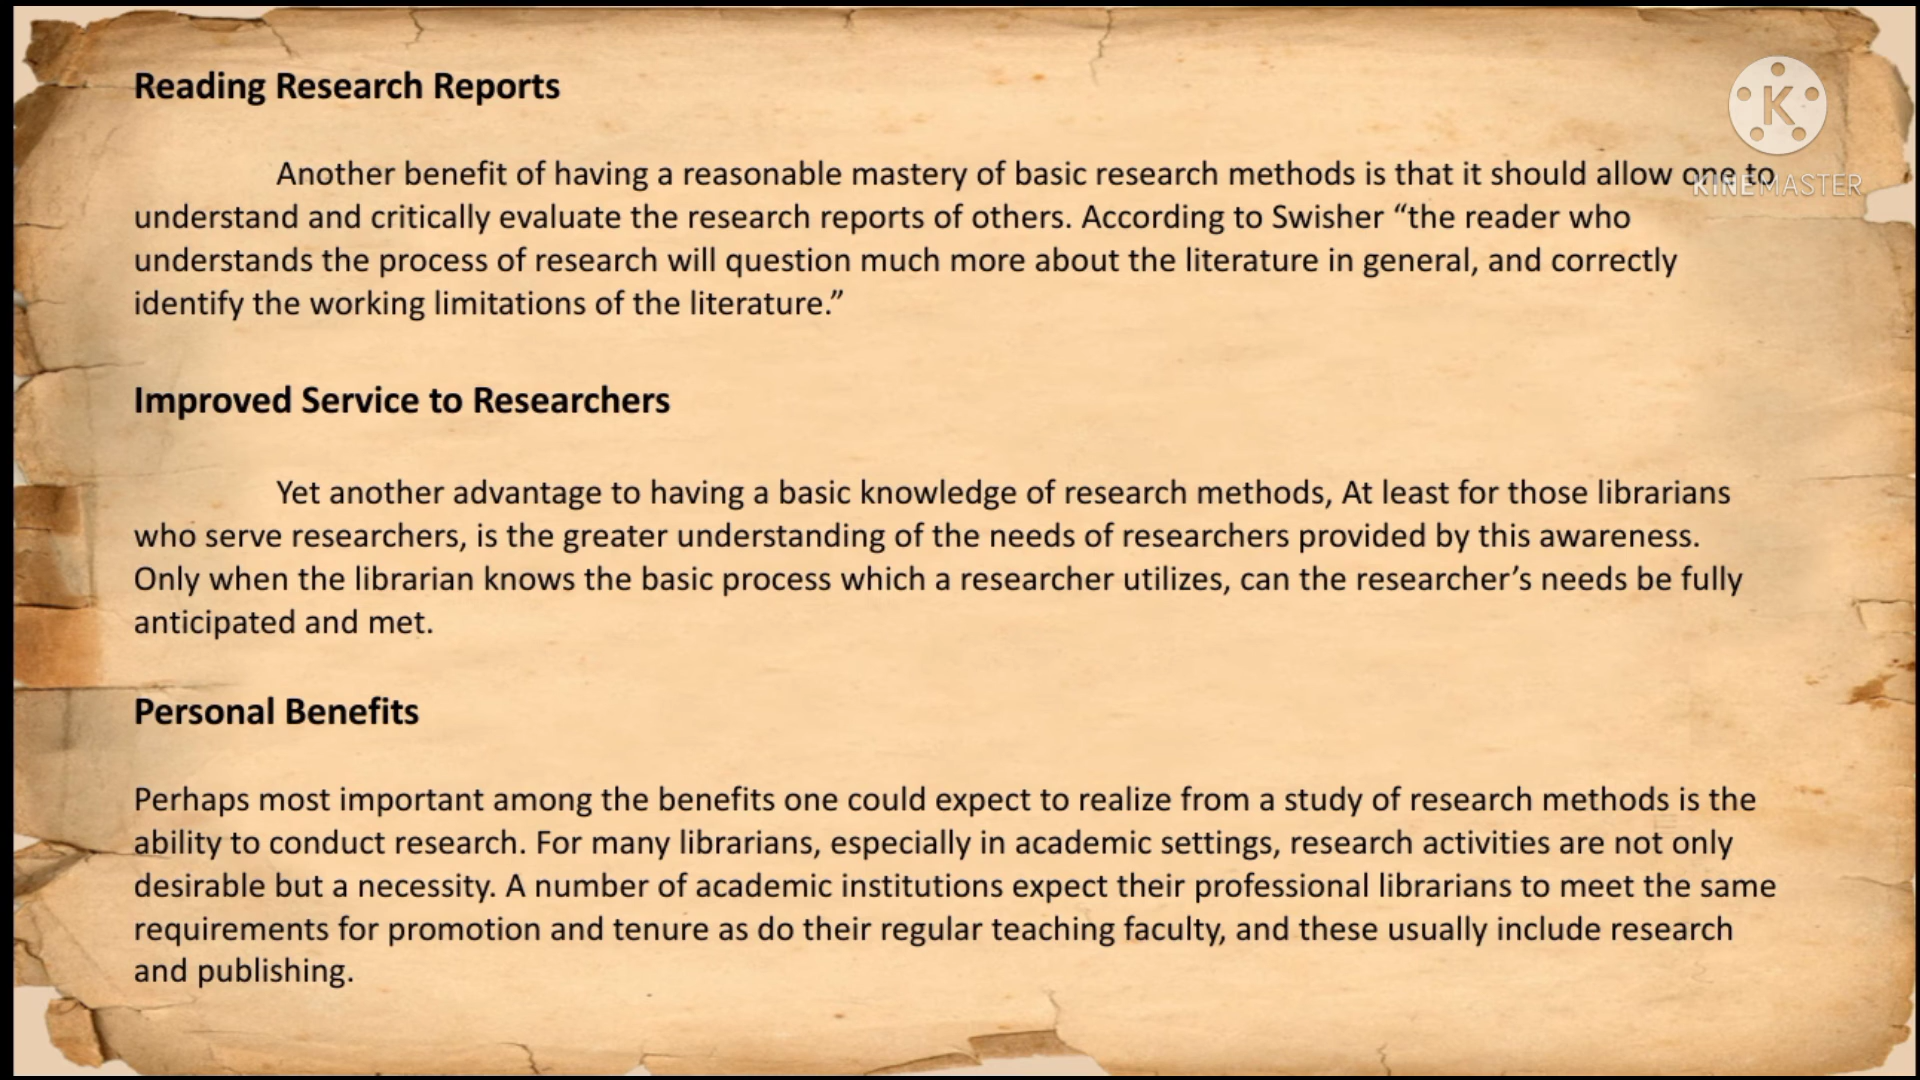 Reading Research Reports
K
Another benefit of having a reasonable mastery of basic research methods is that it should allow one to
KINEMASTER
understand and critically evaluate the research reports of others. According to Swisher “the reader who
understands the process of research will question much more about the literature in general, and correctly
identify the working limitations of the literature.”
Improved Service to Researchers
Yet another advantage to having a basic knowledge of research methods, At least for those librarians
who serve researchers, is the greater understanding of the needs of researchers provided by this awareness.
Only when the librarian knows the basic process which a researcher utilizes, can the researcher’s needs be fully
anticipated and met.
Personal Benefits
Perhaps most important among the benefits one could expect to realize from a study of research methods is the
ability to conduct research. For many librarians, especially in academic settings, research activities are not only
desirable but a necessity. A number of academic institutions expect their professional librarians to meet the same
requirements for promotion and tenure as do their regular teaching faculty, and these usually include research
and publishing.